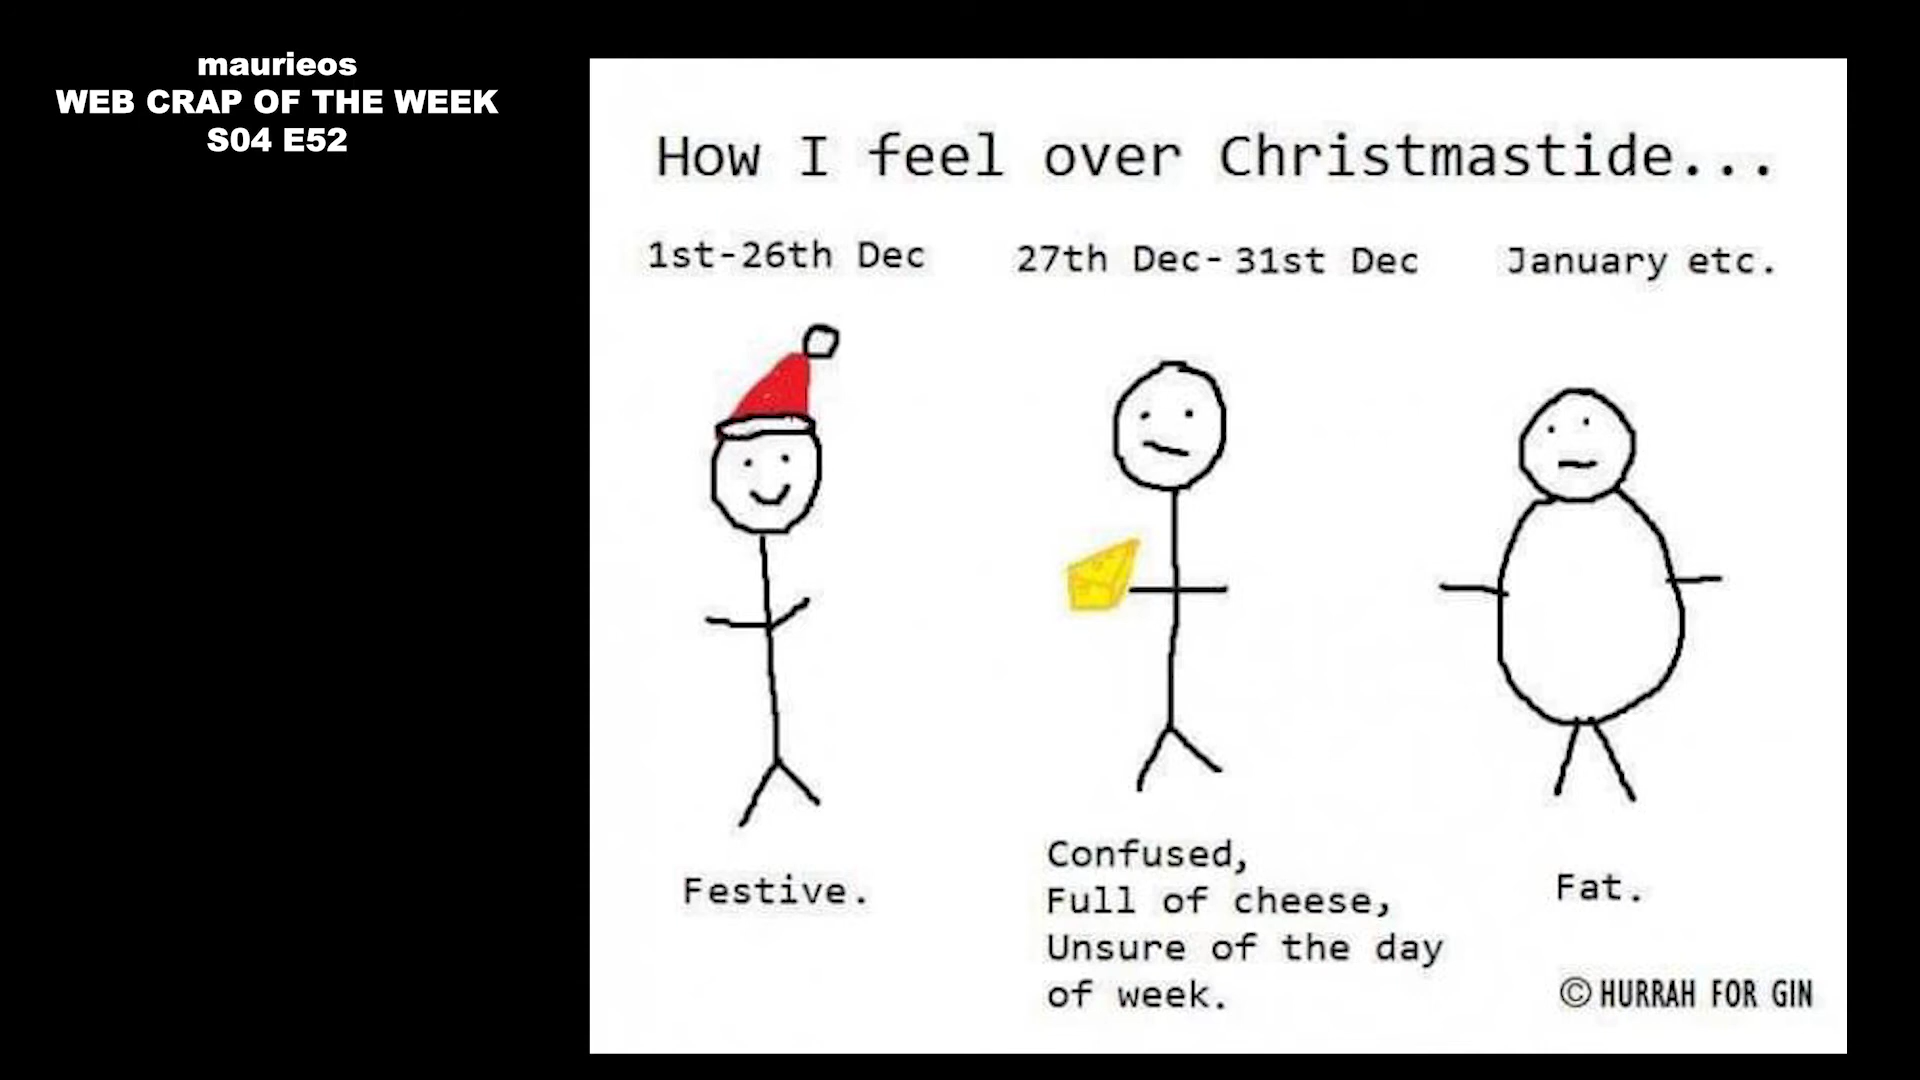 maurieos
WEB CRAP OF THE WEEK
S04 E52
How I feel over Christmastide...
1st-26th Dec
27th Dec- 31st Dec
January etc.
Festive.
Confused,
Full of cheese,
Unsure of the day
of week.
Fat.
© HURRAH FOR GIN